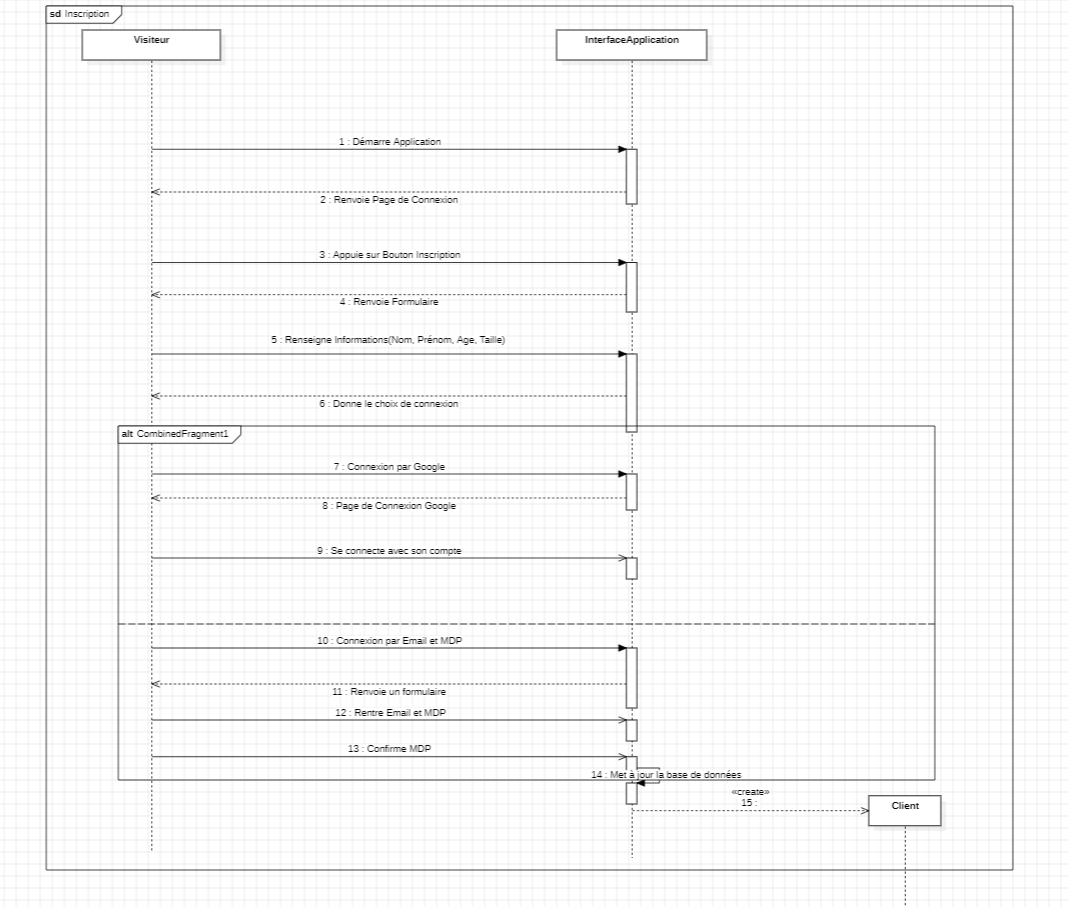 sd Inscription
Visiteur
InterfaceApplication
1 : Démarre Application
2 : Renvoie Page de Connexion
3 : Appuie sur Bouton Inscription
4 : Renvoie Formulaire
5 : Renseigne Informations(Nom, Prénom, Age, Taille)
6 : Donne le choix de connexion
alt CombinedFragment1
7 : Connexion par Google
8 : Page de Connexion Google
9 : Se connecte avec son compte
10 : Connexion par Email et MDP
11 : Renvoie un formulaire
12 : Rentre Email et MDP
13 : Confirme MDP
14 : Met à jour la base de données
«create»
15 :
Client